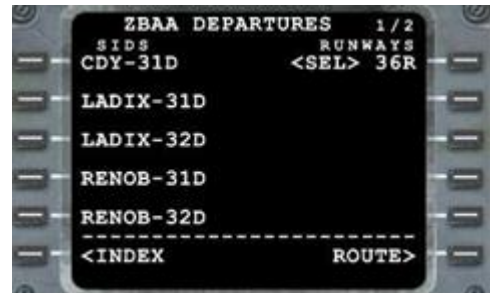 ZBAA DEPARTURES 1/2
SIDS RUNWAYS
CDY-31D <SEL> 36R
LADIX-31D
LADIX-32D
RENOB-31D
RENOB-32D
--------------------------------
<INDEX ROUTE>